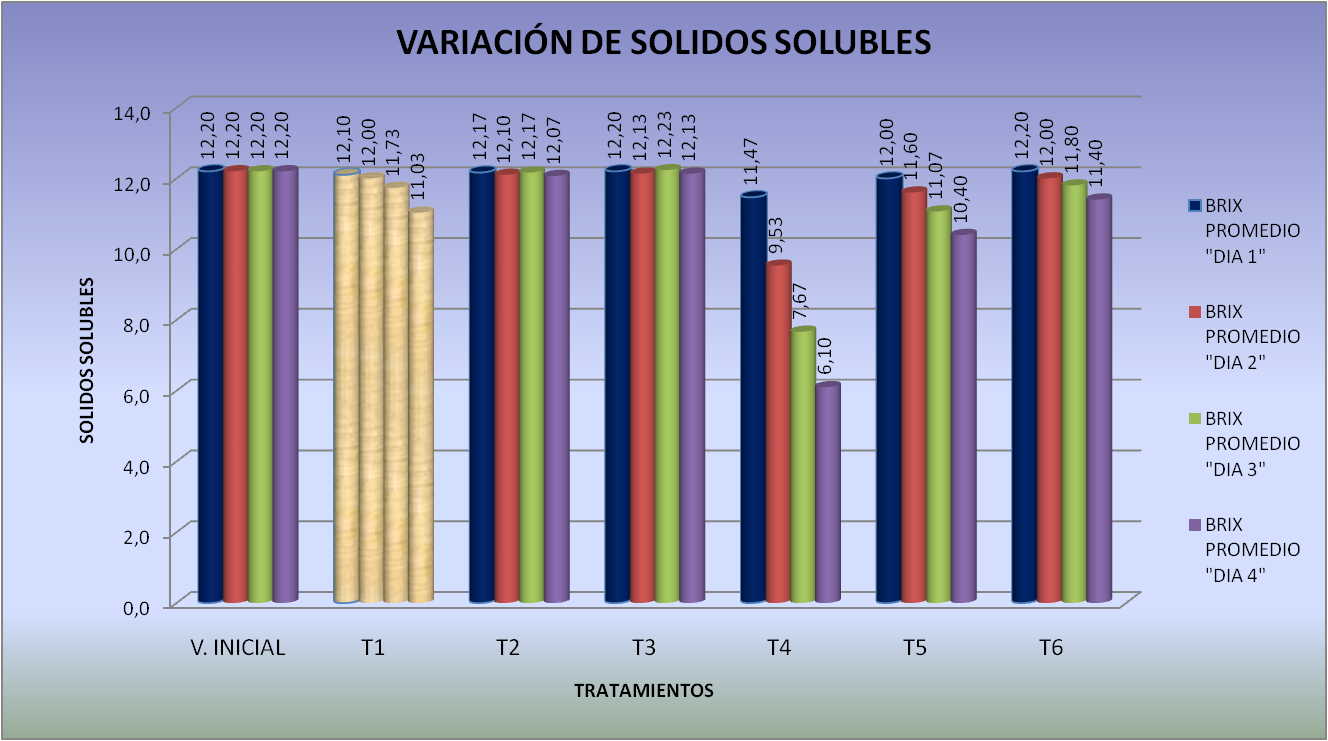 VARIACIÓN DE SOLIDOS SOLUBLES
SOLIDOS SOLUBLES
14,0
12,0
10,0
8,0
6,0
4,0
2,0
0,0
12,20
12,20
12,20
12,20
12,10
12,00
11,73
11,03
12,17
12,10
12,17
12,07
12,20
12,13
12,23
12,13
11,47
9,53
7,67
6,10
12,00
11,60
11,07
10,40
12,20
12,00
11,80
11,40
V. INICIAL
T1
T2
T3
T4
T5
T6
TRATAMIENTOS
BRIX
PROMEDIO
"DIA 1"
BRIX
PROMEDIO
"DIA 2"
BRIX
PROMEDIO
"DIA 3"
BRIX
PROMEDIO
"DIA 4"